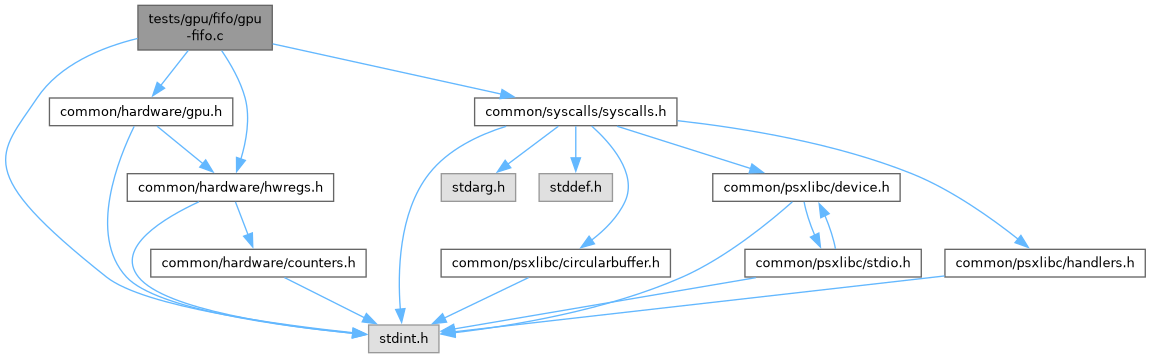 tests/gpu/fifo/gpu
-fifo.c
common/hardware/gpu.h
common/syscalls/syscalls.h
common/hardware/hwregs.h
stdarg.h
stddef.h
common/psxlibc/device.h
common/hardware/counters.h
common/psxlibc/circularbuffer.h
common/psxlibc/stdio.h
common/psxlibc/handlers.h
stdint.h